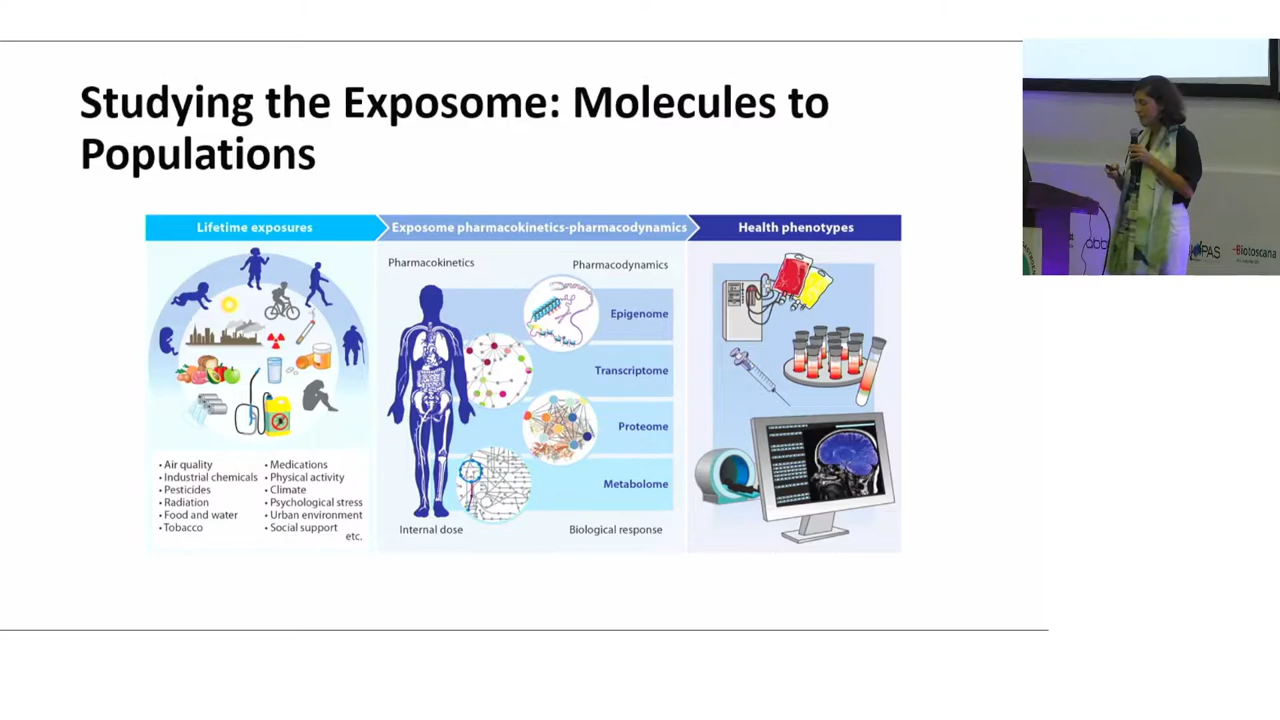 Studying the Exposome: Molecules to
Populations
Lifetime exposures
Exposome pharmacokinetics-pharmacodynamics
Health phenotypes
Pharmacokinetics
Pharmacodynamics
Epigenome
Transcriptome
Proteome
Metabolome
Internal dose
Biological response
• Air quality
• Industrial chemicals
• Pesticides
• Radiation
• Food and water
• Tobacco
• Medications
• Physical activity
• Climate
• Psychological stress
• Urban environment
• Social support
etc.
Biotoscana